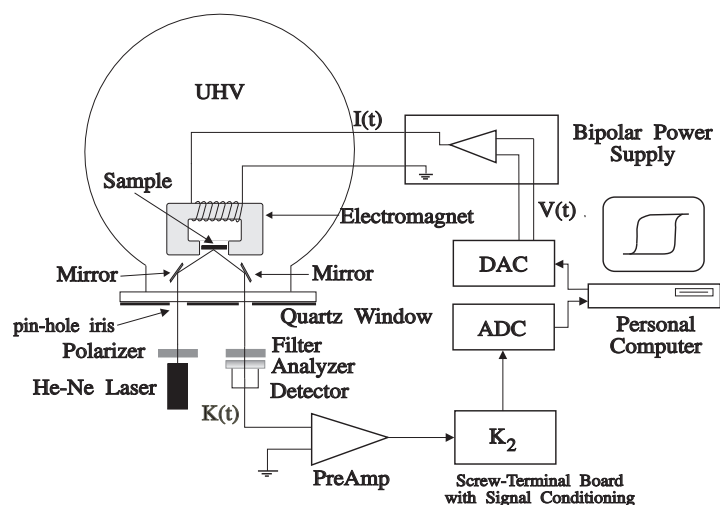 UHV
I(t)
Bipolar Power
Supply
Sample
Electromagnet
V(t)
Mirror
Mirror
DAC
pin-hole iris
Quartz Window
ADC
Personal
Computer
Polarizer
Filter
Analyzer
He-Ne Laser
Detector
K(t)
K2
PreAmp
Screw-Terminal Board
with Signal Conditioning